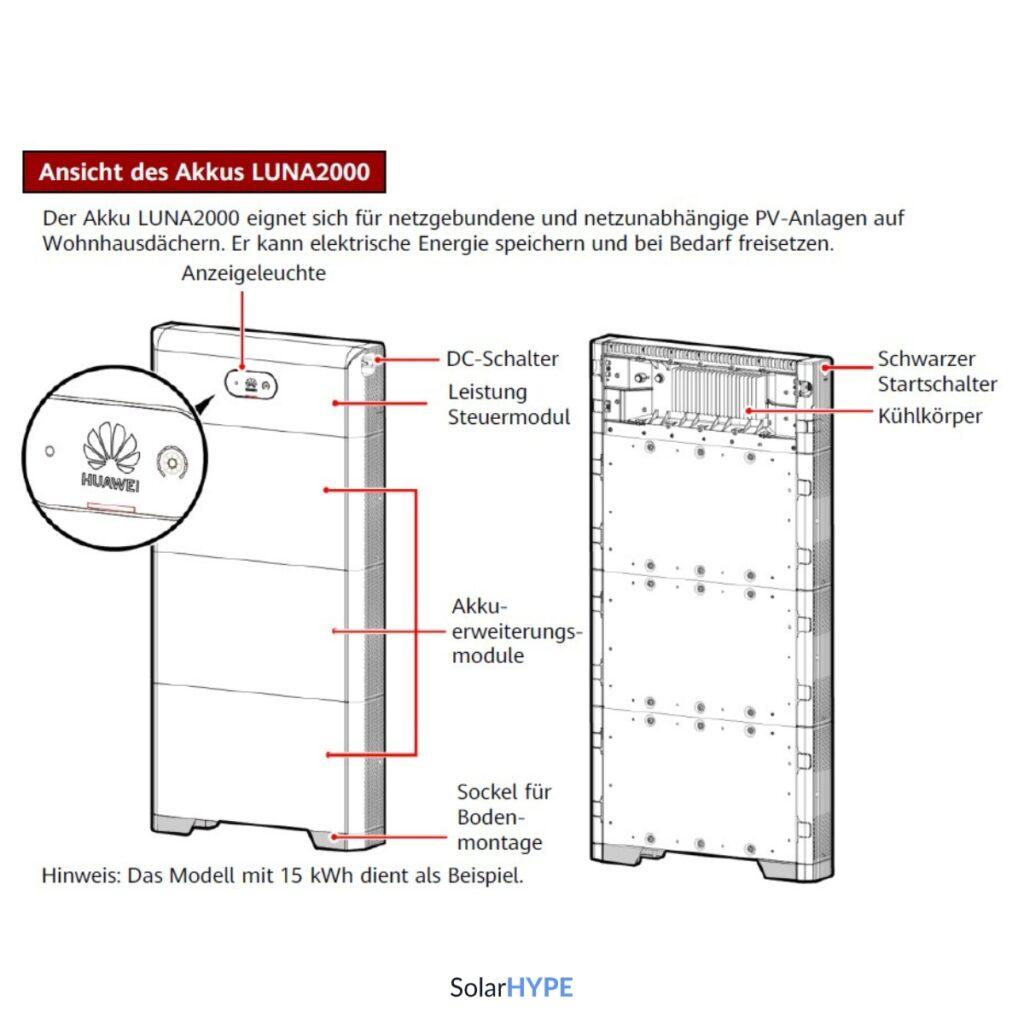 Ansicht des Akkus LUNA2000
Der Akku LUNA2000 eignet sich für netzgebundene und netzunabhängige PV-Anlagen auf
Wohnhausdächern. Er kann elektrische Energie speichern und bei Bedarf freisetzen.
Anzeigeleuchte
DC-Schalter
Leistung
Steuermodul
Schwarzer
Startschalter
Kühlkörper
HUAWEI
Akku-
erweiterungs-
module
Sockel für
Boden-
montage
Hinweis: Das Modell mit 15 kWh dient als Beispiel.
SolarHYPE